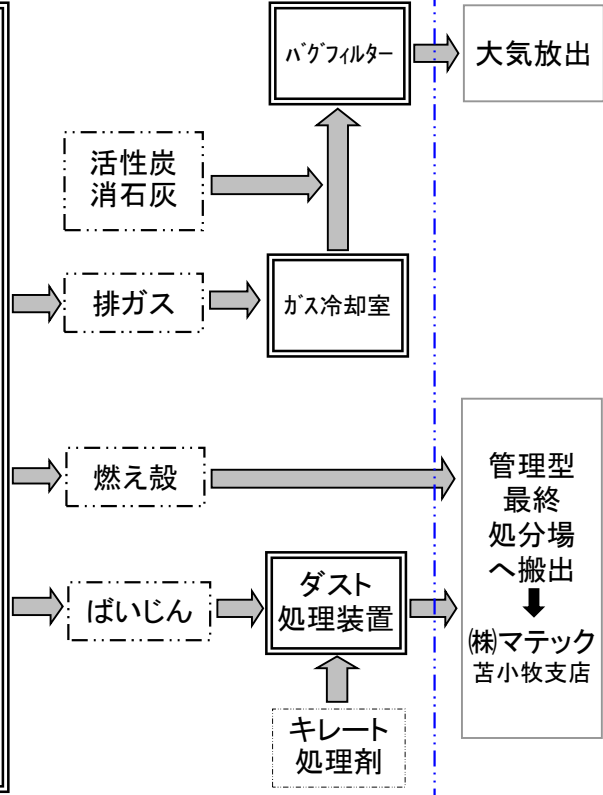 バグフィルター
大気放出
活性炭
消石灰
排ガス
ガス冷却室
燃え殻
管理型
最終
処分場
へ搬出
㈱マテック
苫小牧支店
ばいじん
ダスト
処理装置
キレート
処理剤